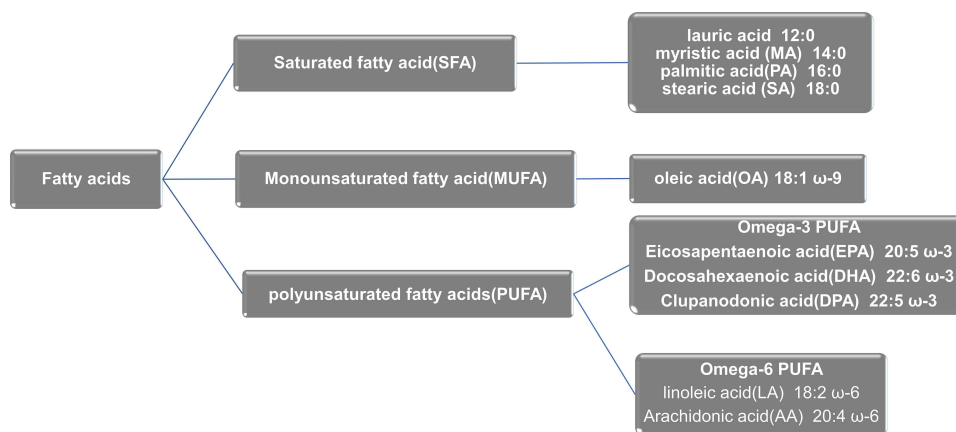 Fatty acids
Saturated fatty acid(SFA)
lauric acid 12:0
myristic acid (MA) 14:0
palmitic acid(PA) 16:0
stearic acid (SA) 18:0
Monounsaturated fatty acid(MUFA)
oleic acid(OA) 18:1 ω-9
polyunsaturated fatty acids(PUFA)
Omega-3 PUFA
Eicosapentaenoic acid(EPA) 20:5 ω-3
Docosahexaenoic acid(DHA) 22:6 ω-3
Clupanodonic acid(DPA) 22:5 ω-3
Omega-6 PUFA
linoleic acid(LA) 18:2 ω-6
Arachidonic acid(AA) 20:4 ω-6